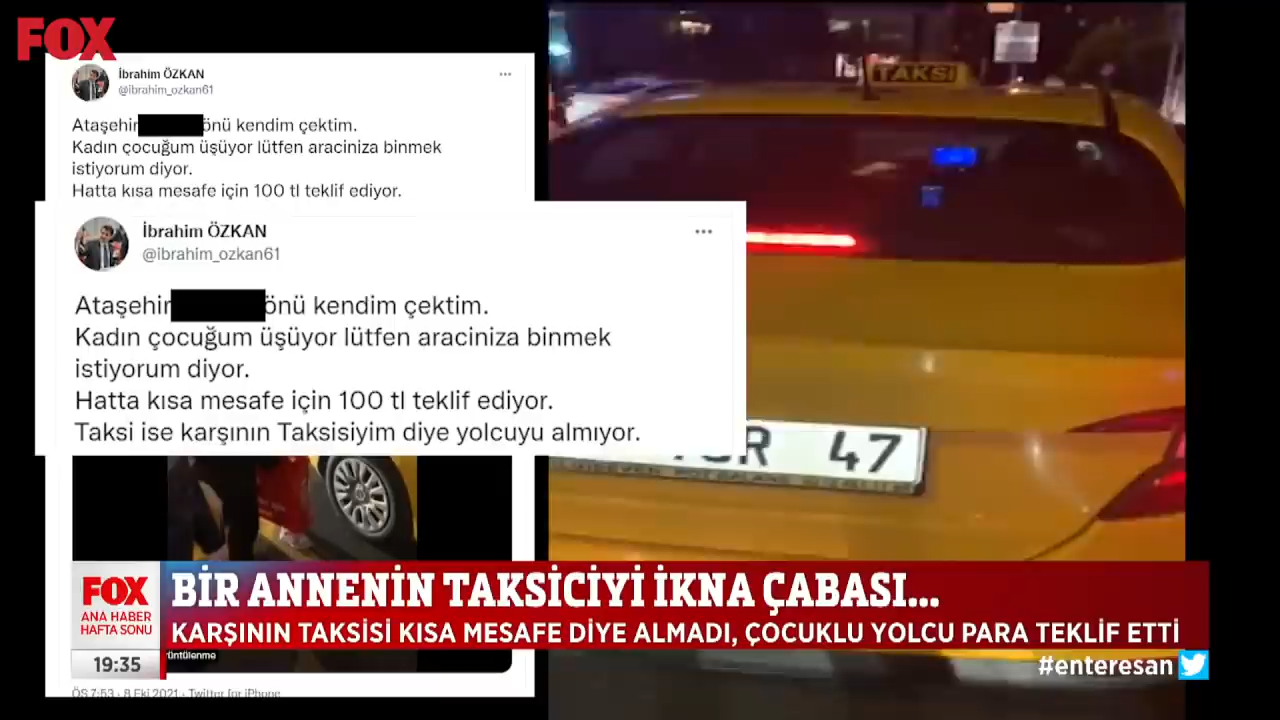 FOX
İbrahim ÖZKAN
@ibrahim_ozkan61
Ataşehir önü kendim çektim.
Kadın çocuğum üşüyor lütfen araciniza binmek
istiyorum diyor.
Hatta kısa mesafe için 100 tl teklif ediyor.
İbrahim ÖZKAN
@ibrahim_ozkan61
Ataşehir önü kendim çektim.
Kadın çocuğum üşüyor lütfen araciniza binmek
istiyorum diyor.
Hatta kısa mesafe için 100 tl teklif ediyor.
Taksi ise karşının Taksisiyim diye yolcuyu almıyor.
TAKSİ
47
FOX
ANA HABER
HAFTA SONU
19:35
BİR ANNENİN TAKSİCİYİ İKNA ÇABASI...
KARŞININ TAKSİSİ KISA MESAFE DİYE ALMADI, ÇOCUKLU YOLCU PARA TEKLİF ETTİ
#enteresan
ÖS 7:53 · 8 Eki 2021 · Twitter for iPhone